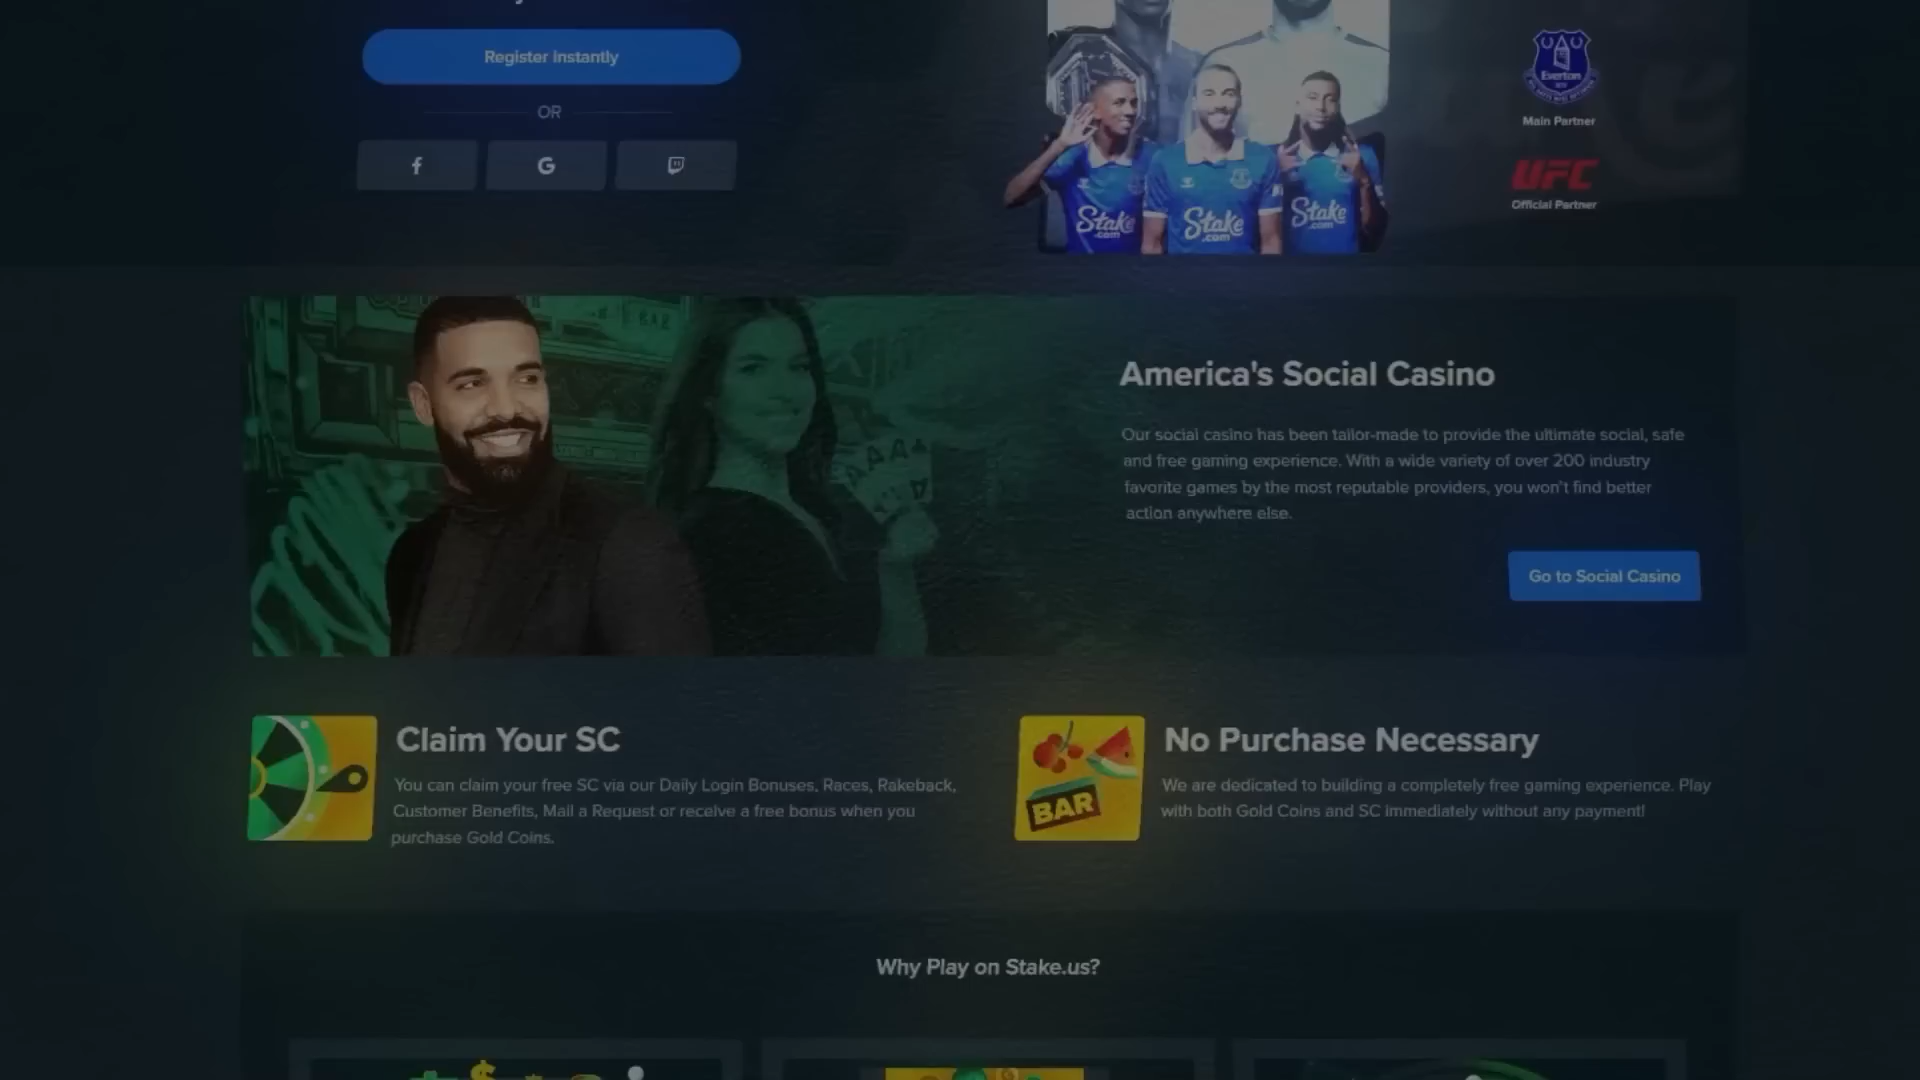 Register Instantly
OR
Everton
Main Partner
UFC
Official Partner
Stake
.com
Stake
.com
Stake
.com
BAR
America's Social Casino
Our social casino has been tailor-made to provide the ultimate social, safe
and free gaming experience. With a wide variety of over 200 industry
favorite games by the most reputable providers, you won't find better
action anywhere else.
Go to Social Casino
Claim Your SC
You can claim your free SC via our Daily Login Bonuses, Races, Rakeback,
Customer Benefits, Mail a Request or receive a free bonus when you
purchase Gold Coins.
BAR
No Purchase Necessary
We are dedicated to building a completely free gaming experience. Play
with both Gold Coins and SC immediately without any payment!
Why Play on Stake.us?